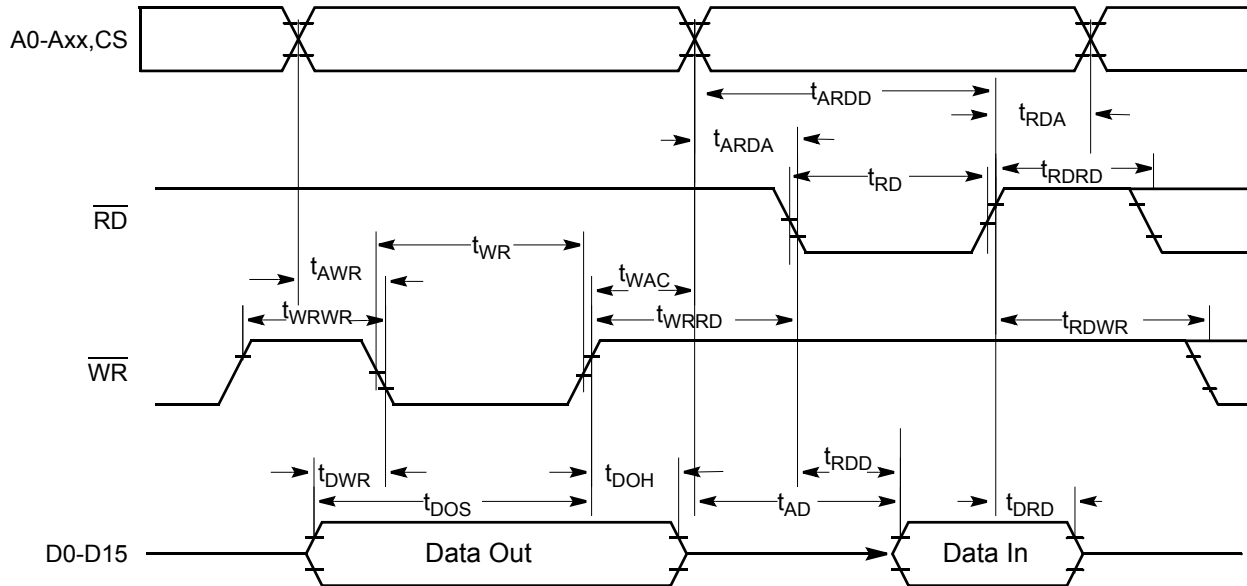 A0-Axx,CS
tARDD
tRDA
tARDA
tRD
tRDRD
RD
tWR
tAWR
tWAC
tWRWR
tWRRD
tRDWR
WR
tRDD
tDWR
tDOH
tDOS
tAD
tDRD
D0-D15
Data Out
Data In